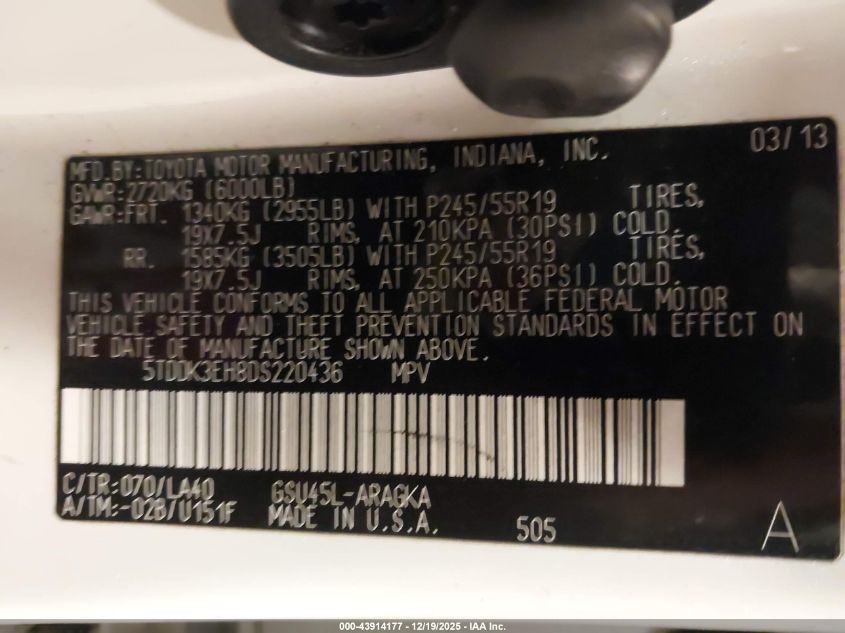 03/13
MFD.BY:TOYOTA MOTOR MANUFACTURING, INDIANA, INC.
GVWR:2720KG (6000LB)
GAWR:FRT. 1340KG (2955LB) WITH P245/55R19 TIRES,
19X7.5J RIMS, AT 210KPA (30PSI) COLD.
RR. 1585KG (3505LB) WITH P245/55R19 TIRES,
19X7.5J RIMS, AT 250KPA (36PSI) COLD.
THIS VEHICLE CONFORMS TO ALL APPLICABLE FEDERAL MOTOR
VEHICLE SAFETY AND THEFT PREVENTION STANDARDS IN EFFECT ON
THE DATE OF MANUFACTURE SHOWN ABOVE.
5TDDK3EH8DS220436 MPV
C/TR:070/LA40 GSU45L-ARAGKA
A/TM:-02B/U151F MADE IN U.S.A. 505 A
000-43914177 - 12/19/2025 - IAA Inc.